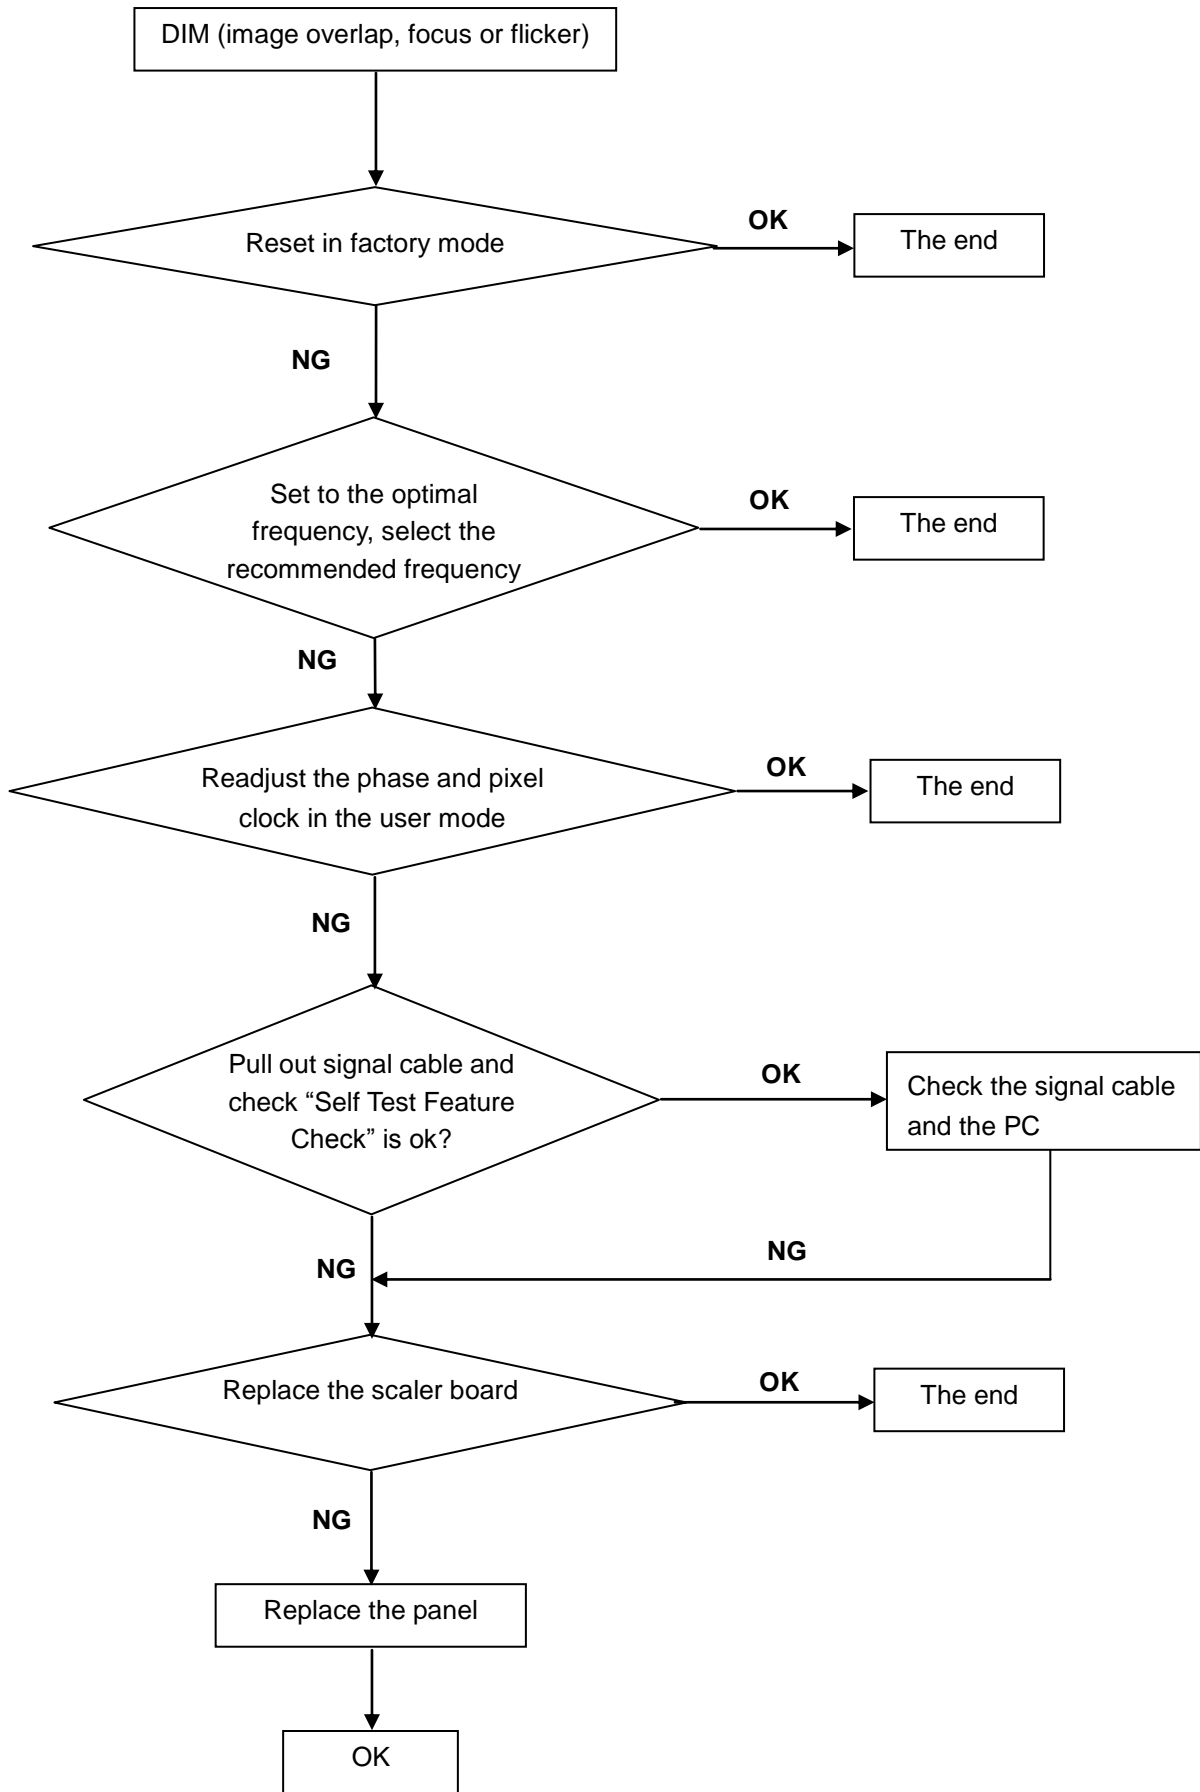 DIM (image overlap, focus or flicker)
OK
Reset in factory mode
The end
NG
Set to the optimal
frequency, select the
recommended frequency
OK
The end
NG
Readjust the phase and pixel
clock in the user mode
OK
The end
NG
Pull out signal cable and
check “Self Test Feature
Check” is ok?
OK
Check the signal cable
and the PC
NG
NG
Replace the scaler board
OK
The end
NG
Replace the panel
OK